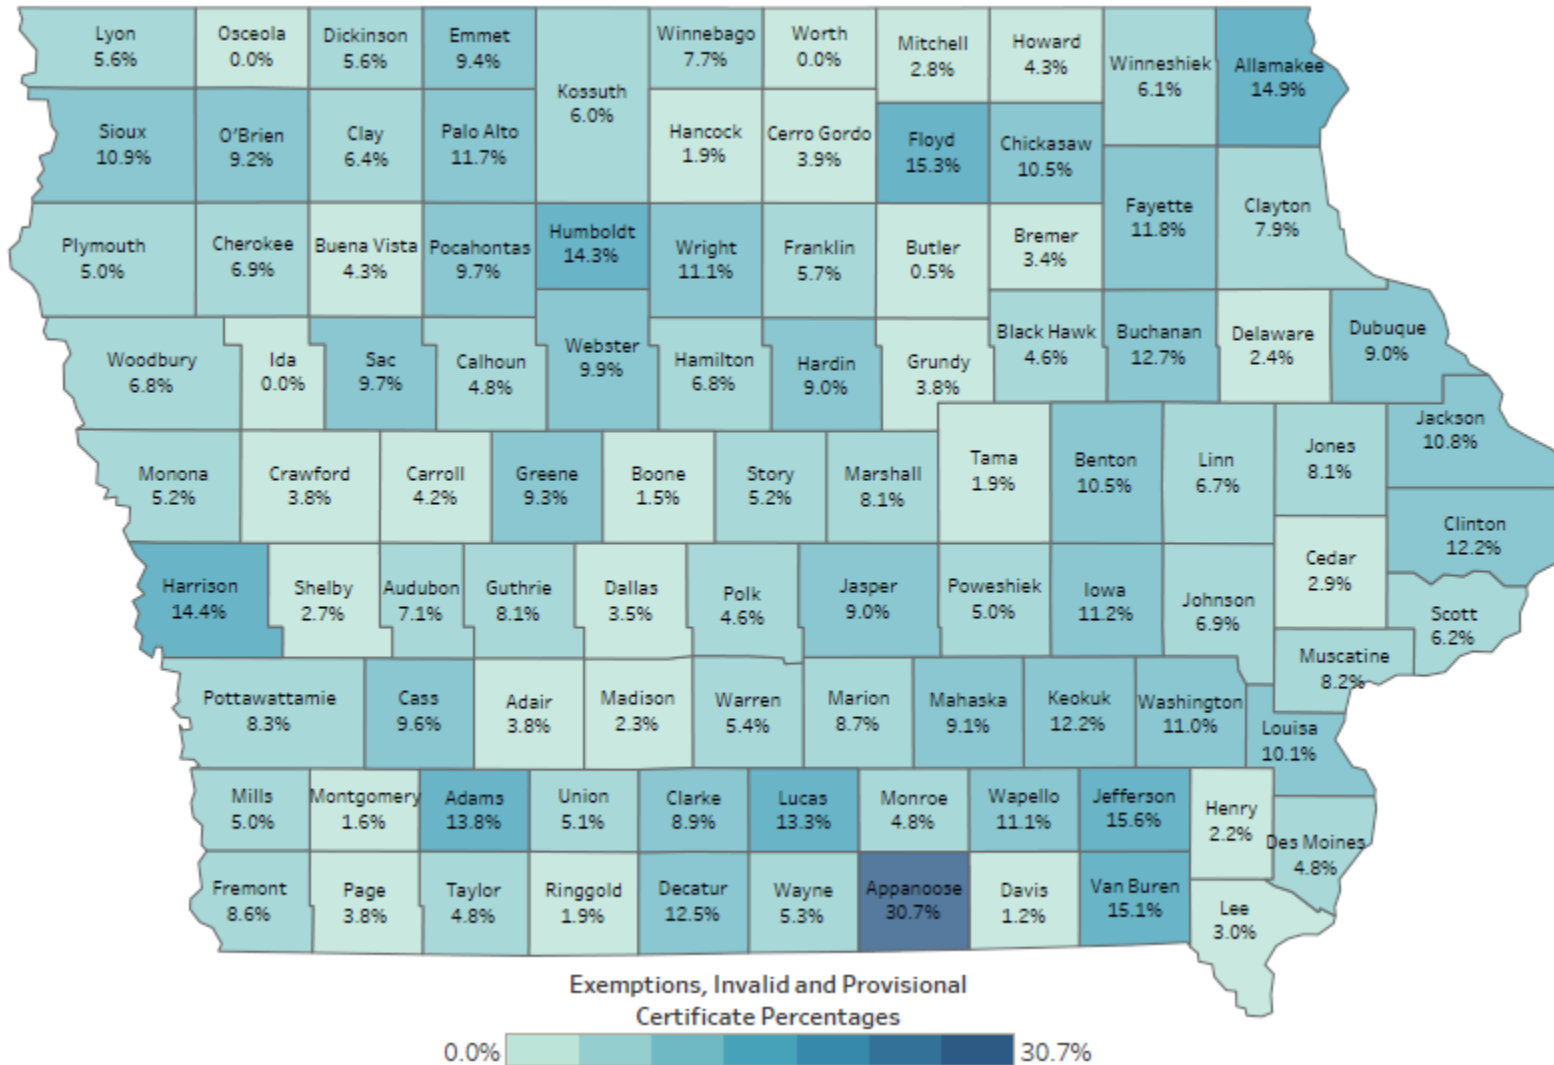 Lyon
5.6%
Osceola
0.0%
Dickinson
5.6%
Emmet
9.4%
Kossuth
6.0%
Winnebago
7.7%
Worth
0.0%
Mitchell
2.8%
Howard
4.3%
Winneshiek
6.1%
Allamakee
14.9%
Sioux
10.9%
O'Brien
9.2%
Clay
6.4%
Palo Alto
11.7%
Hancock
1.9%
Cerro Gordo
3.9%
Floyd
15.3%
Chickasaw
10.5%
Fayette
11.8%
Clayton
7.9%
Plymouth
5.0%
Cherokee
6.9%
Buena Vista
4.3%
Pocahontas
9.7%
Humboldt
14.3%
Wright
11.1%
Franklin
5.7%
Butler
0.5%
Bremer
3.4%
Woodbury
6.8%
Ida
0.0%
Sac
9.7%
Calhoun
4.8%
Webster
9.9%
Hamilton
6.8%
Hardin
9.0%
Grundy
3.8%
Black Hawk
4.6%
Buchanan
12.7%
Delaware
2.4%
Dubuque
9.0%
Monona
5.2%
Crawford
3.8%
Carroll
4.2%
Greene
9.3%
Boone
1.5%
Story
5.2%
Marshall
8.1%
Tama
1.9%
Benton
10.5%
Linn
6.7%
Jones
8.1%
Jackson
10.8%
Clinton
12.2%
Harrison
14.4%
Shelby
2.7%
Audubon
7.1%
Guthrie
8.1%
Dallas
3.5%
Polk
4.6%
Jasper
9.0%
Poweshiek
5.0%
Iowa
11.2%
Johnson
6.9%
Cedar
2.9%
Scott
6.2%
Muscatine
8.2%
Pottawattamie
8.3%
Cass
9.6%
Adair
3.8%
Madison
2.3%
Warren
5.4%
Marion
8.7%
Mahaska
9.1%
Keokuk
12.2%
Washington
11.0%
Louisa
10.1%
Mills
5.0%
Montgomery
1.6%
Adams
13.8%
Union
5.1%
Clarke
8.9%
Lucas
13.3%
Monroe
4.8%
Wapello
11.1%
Jefferson
15.6%
Henry
2.2%
Des Moines
4.8%
Fremont
8.6%
Page
3.8%
Taylor
4.8%
Ringgold
1.9%
Decatur
12.5%
Wayne
5.3%
Appanoose
30.7%
Davis
1.2%
Van Buren
15.1%
Lee
3.0%
Exemptions, Invalid and Provisional
Certificate Percentages
0.0% 30.7%